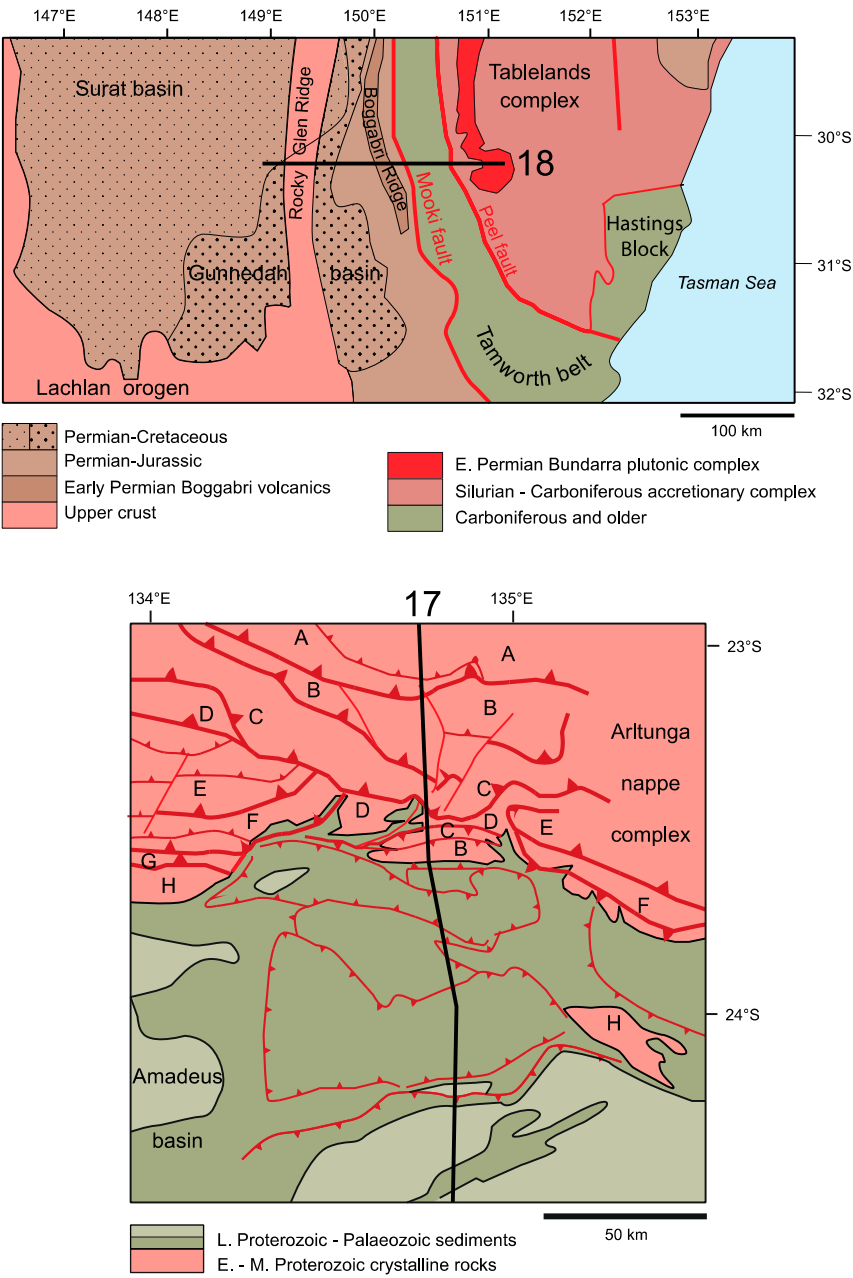 147°E 148°E 149°E 150°E 151°E 152°E 153°E
Surat basin
Rocky Glen Ridge
Boggabri Ridge
Tablelands
complex
30°S
18
Mooki fault
Peel fault
Hastings
Block
Gunnedah basin
31°S
Tasman Sea
Tamworth belt
Lachlan orogen
32°S
100 km
Permian-Cretaceous
Permian-Jurassic
Early Permian Boggabri volcanics
Upper crust
E. Permian Bundarra plutonic complex
Silurian - Carboniferous accretionary complex
Carboniferous and older
134°E 17 135°E
A
A
23°S
B
B
D C
Arltunga
nappe
complex
E
C
D
F
D
C
E
B
G
H
F
24°S
H
Amadeus
basin
50 km
L. Proterozoic - Palaeozoic sediments
E. - M. Proterozoic crystalline rocks